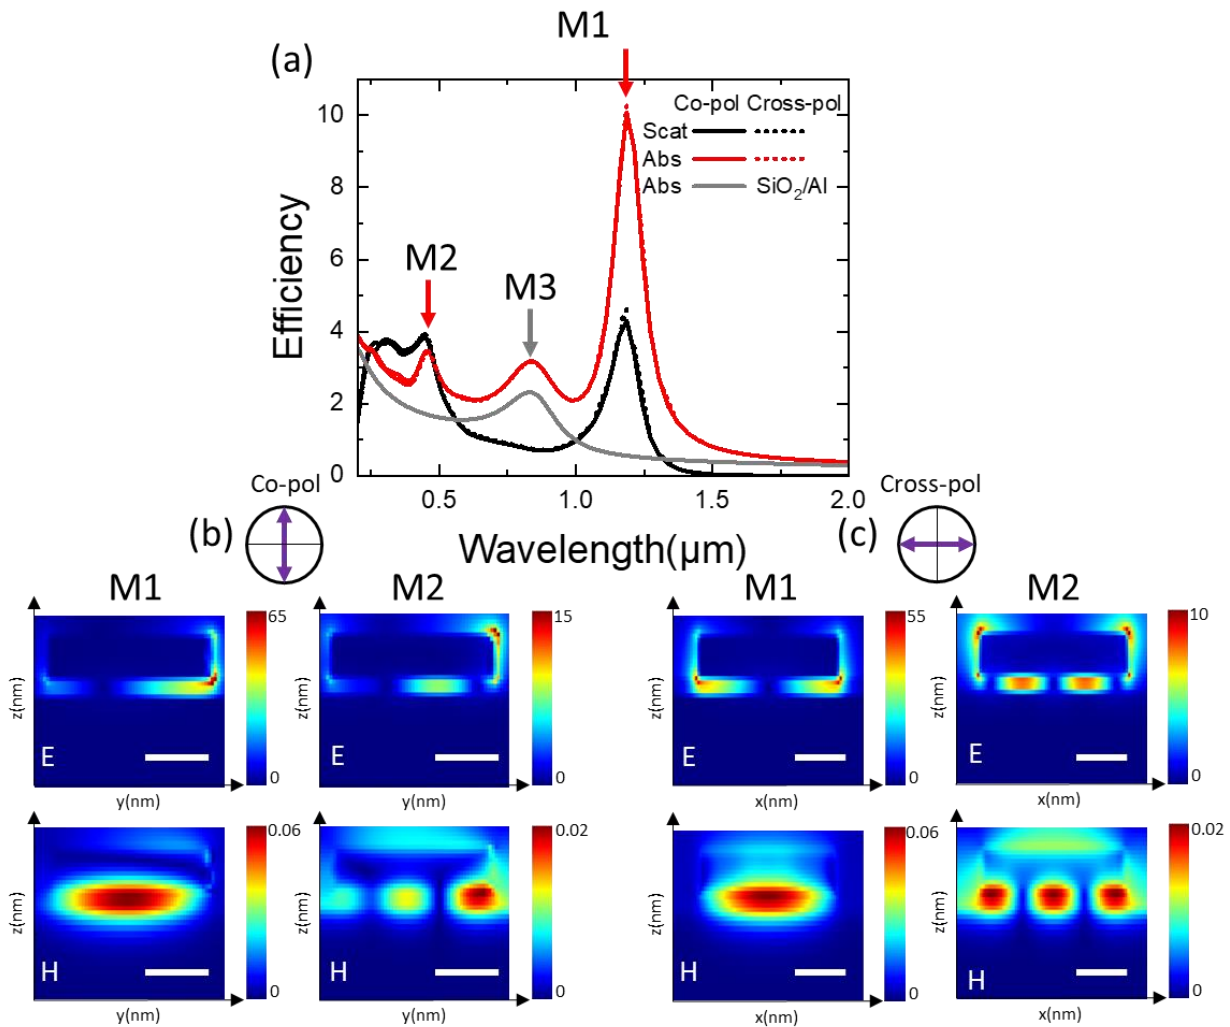 M1
(a)
Co-pol Cross-pol
Scat
Abs
Abs SiO2/Al
M2
M3
Efficiency
10
8
6
4
2
0
0.5 1.0 1.5 2.0
Wavelength(µm)
(b) Co-pol
(c) Cross-pol
M1 M2 M1 M2
65 15 55 10
z(nm) z(nm) z(nm) z(nm)
E E E E
0 0 0 0
y(nm) y(nm) x(nm) x(nm)
0.06 0.02 0.06 0.02
z(nm) z(nm) z(nm) z(nm)
H H H H
0 0 0 0
y(nm) y(nm) x(nm) x(nm)